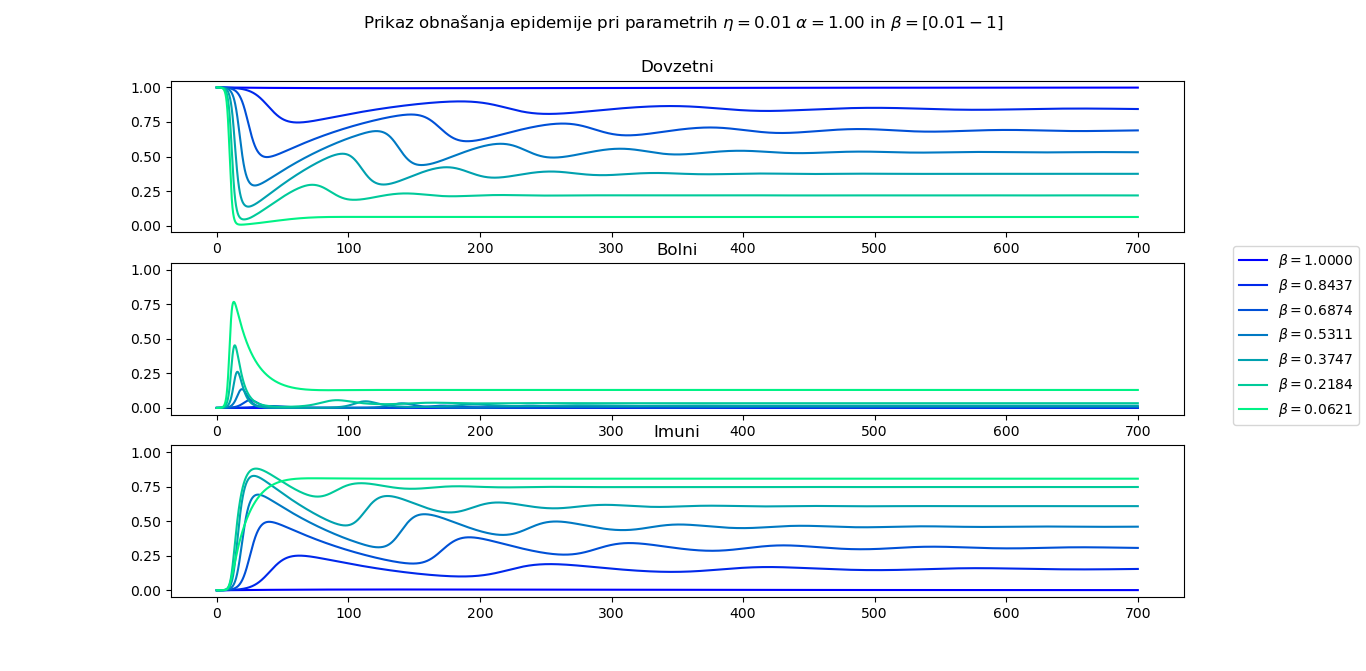 Prikaz obnašanja epidemije pri parametrih η = 0.01 α = 1.00 in β = [0.01 − 1]
Dovzetni
1.00
0.75
0.50
0.25
0.00
0 100 200 300 400 500 600 700
Bolni
1.00
0.75
0.50
0.25
0.00
0 100 200 300 400 500 600 700
Imuni
1.00
0.75
0.50
0.25
0.00
0 100 200 300 400 500 600 700
β = 1.0000
β = 0.8437
β = 0.6874
β = 0.5311
β = 0.3747
β = 0.2184
β = 0.0621